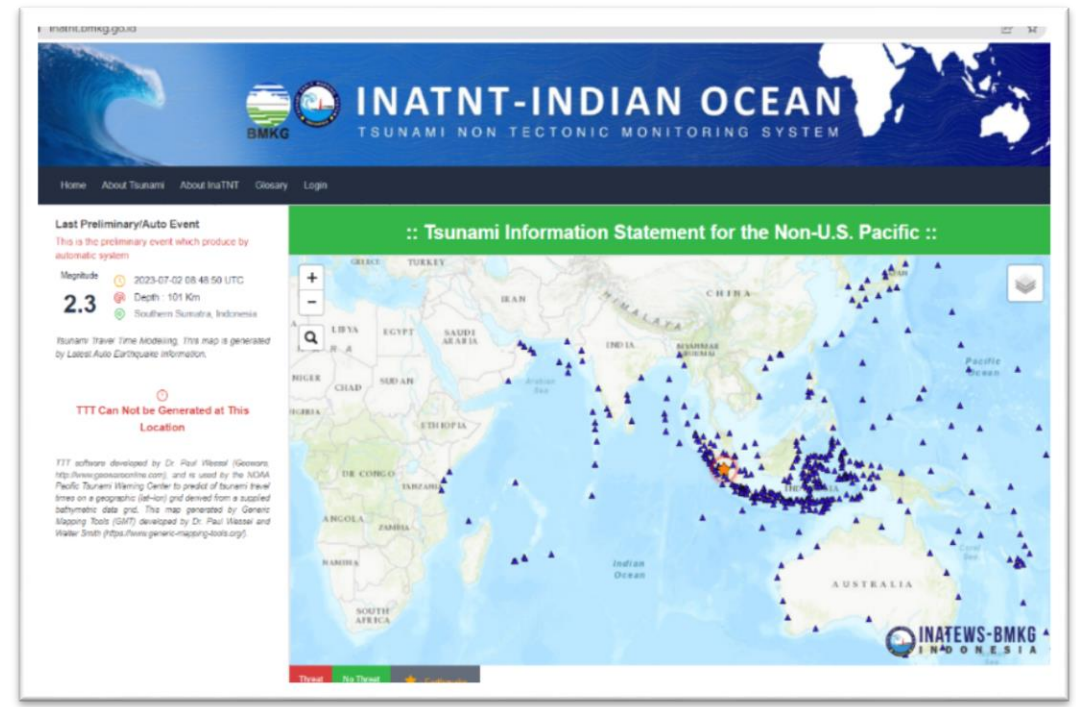 inatnt.bmkg.go.id
BMKG
INATNT-INDIAN OCEAN
TSUNAMI NON TECTONIC MONITORING SYSTEM
Home About Tsunami About InaTNT Glosary Login
Last Preliminary/Auto Event
This is the preliminary event which produce by
automatic system
Magnitude
2.3
2023-07-02 08:48:50 UTC
Depth : 101 Km
Southern Sumatra, Indonesia
Tsunami Travel Time Modeling, This map is generated
by Latest Auto Earthquake Information.
TTT Can Not be Generated at This
Location
TTT software developed by Dr. Paul Wessel (Geoware,
http://www.geowareonline.com), and is used by the NOAA
Pacific Tsunami Warning Center to predict of tsunami travel
times on a geographic (lat-lon) grid derived from a supplied
bathymetric data grid. This map generated by Generic
Mapping Tools (GMT) developed by Dr. Paul Wessel and
Walter Smith (https://www.generic-mapping-tools.org/).
:: Tsunami Information Statement for the Non-U.S. Pacific ::
+
−
GREECE TURKEY
IRAN
HIMALAYA
CHINA
JAPAN
LIBYA
EGYPT
SAUDI
ARABIA
INDIA
MYANMAR
Pacific
Ocean
NIGER
CHAD
SUDAN
Arabian
Sea
NIGERIA
ETHIOPIA
DR CONGO
TANZANIA
ANGOLA
ZAMBIA
NAMIBIA
Indian
Ocean
Coral
Sea
AUSTRALIA
SOUTH
AFRICA
INATEWS-BMKG
INDONESIA
Threat
No Threat
Earthquake